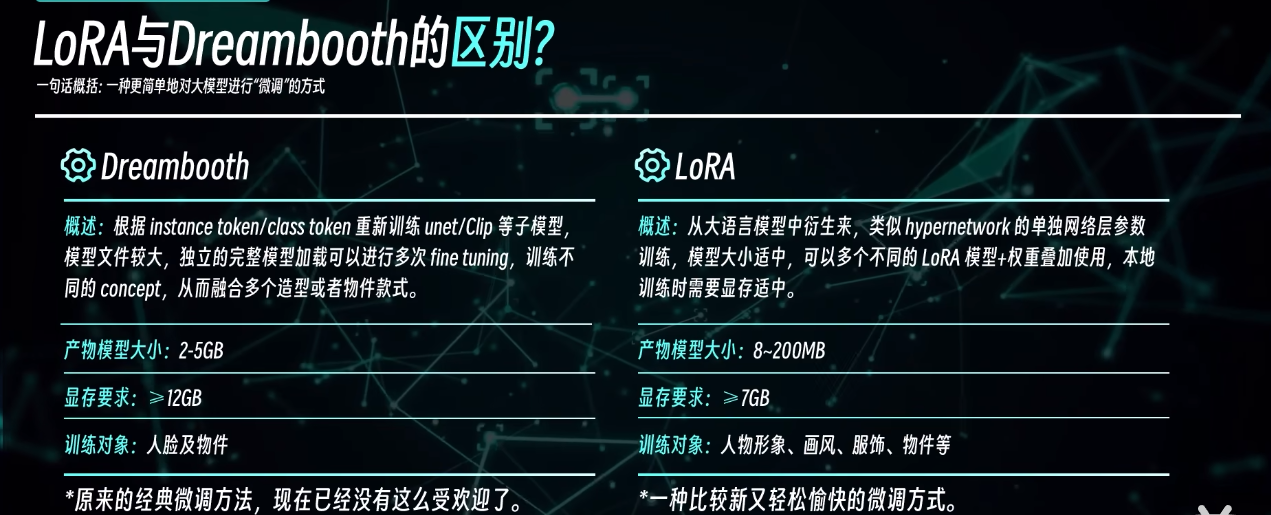 LoRA与Dreambooth的区别?
一句话概括：一种更简单地对大模型进行“微调”的方式
Dreambooth
概述：根据 instance token/class token 重新训练 unet/Clip 等子模型，
模型文件较大，独立的完整模型加载可以进行多次 fine tuning，训练不
同的 concept，从而融合多个造型或者物件款式。
产物模型大小：2-5GB
显存要求：≥12GB
训练对象：人脸及物件
*原来的经典微调方法，现在已经没有这么受欢迎了。
LoRA
概述：从大语言模型中衍生来，类似 hypernetwork 的单独网络层参数
训练，模型大小适中，可以多个不同的 LoRA 模型+权重叠加使用，本地
训练时需要显存适中。
产物模型大小：8~200MB
显存要求：≥7GB
训练对象：人物形象、画风、服饰、物件等
*一种比较新又轻松愉快的微调方式。